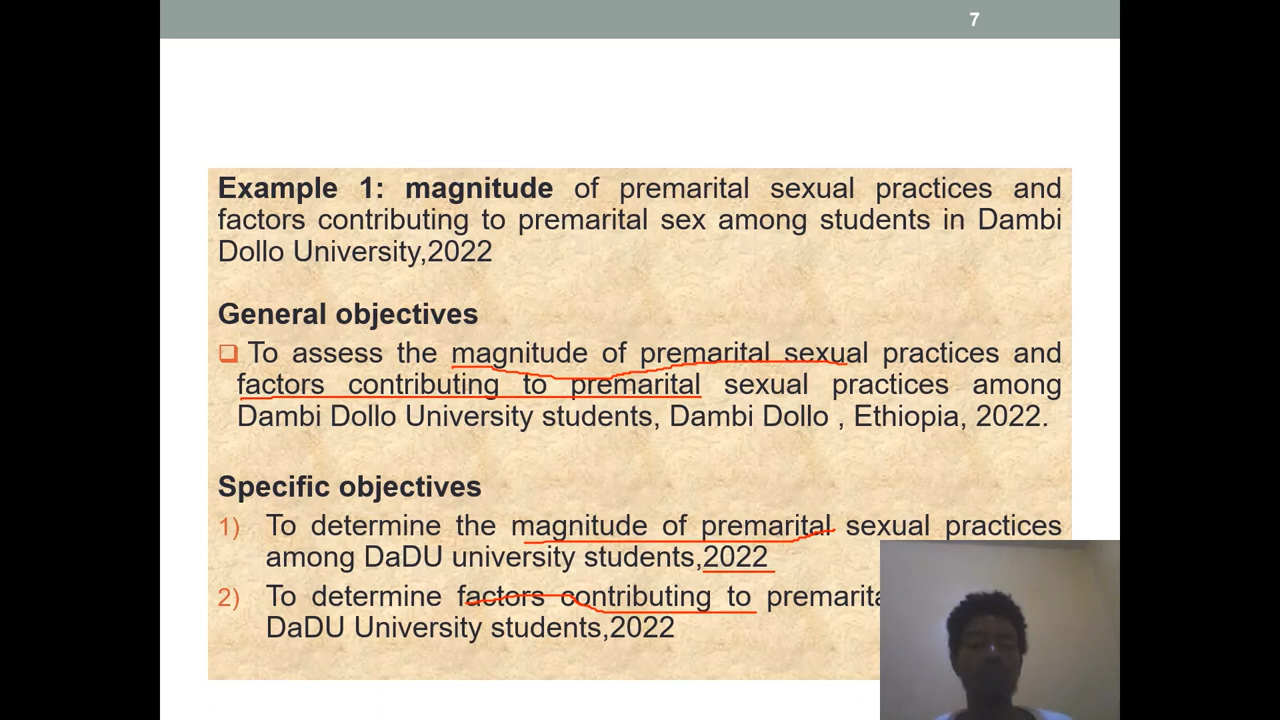 7
Example 1: magnitude of premarital sexual practices and
factors contributing to premarital sex among students in Dambi
Dollo University,2022
General objectives
To assess the magnitude of premarital sexual practices and
factors contributing to premarital sexual practices among
Dambi Dollo University students, Dambi Dollo , Ethiopia, 2022.
Specific objectives
1) To determine the magnitude of premarital sexual practices
among DaDU university students,2022
2) To determine factors contributing to
DaDU University students,2022